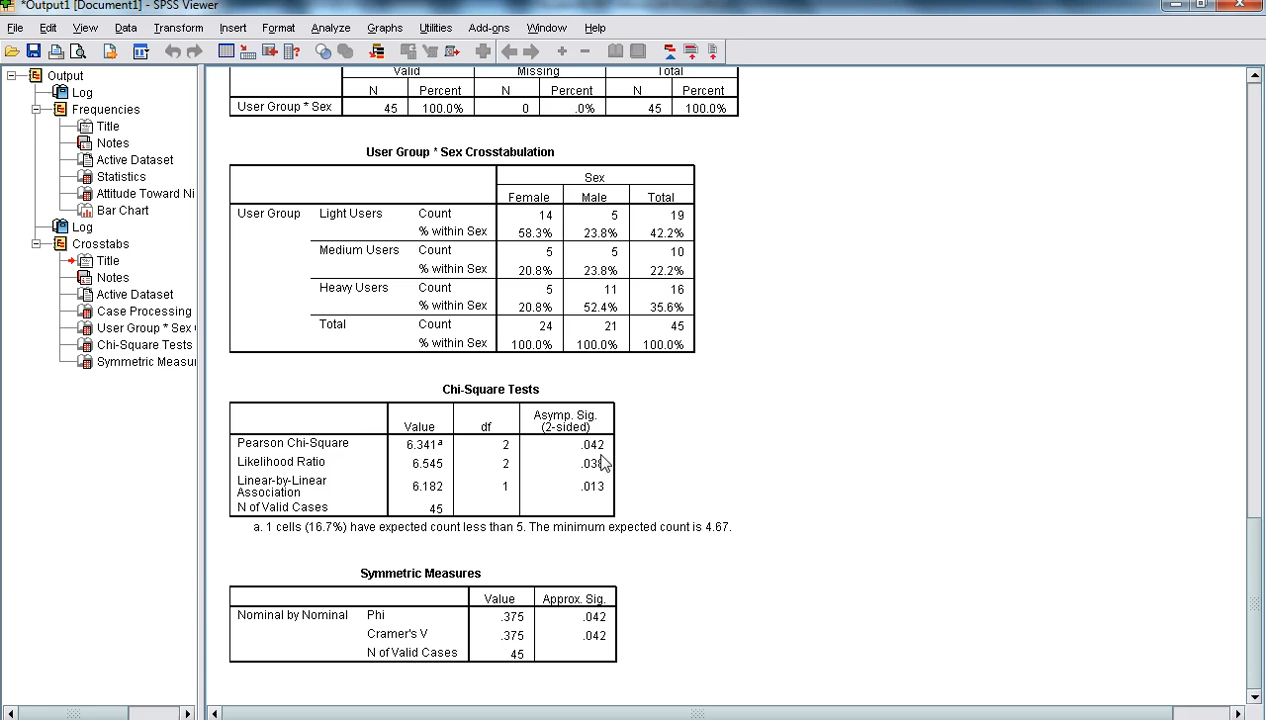 *Output1 [Document1] - SPSS Viewer
File Edit View Data Transform Insert Format Analyze Graphs Utilities Add-ons Window Help
Output
Log
Frequencies
Title
Notes
Active Dataset
Statistics
Attitude Toward Ni
Bar Chart
Log
Crosstabs
Title
Notes
Active Dataset
Case Processing
User Group * Sex
Chi-Square Tests
Symmetric Measu
Valid Missing Total
N Percent N Percent N Percent
User Group * Sex 45 100.0% 0 .0% 45 100.0%
User Group * Sex Crosstabulation
Sex
Female Male Total
User Group Light Users Count 14 5 19
% within Sex 58.3% 23.8% 42.2%
Medium Users Count 5 5 10
% within Sex 20.8% 23.8% 22.2%
Heavy Users Count 5 11 16
% within Sex 20.8% 52.4% 35.6%
Total Count 24 21 45
% within Sex 100.0% 100.0% 100.0%
Chi-Square Tests
Asymp. Sig.
Value df (2-sided)
Pearson Chi-Square 6.341a 2 .042
Likelihood Ratio 6.545 2 .038
Linear-by-Linear
Association 6.182 1 .013
N of Valid Cases 45
a. 1 cells (16.7%) have expected count less than 5. The minimum expected count is 4.67.
Symmetric Measures
Value Approx. Sig.
Nominal by Nominal Phi .375 .042
Cramer's V .375 .042
N of Valid Cases 45